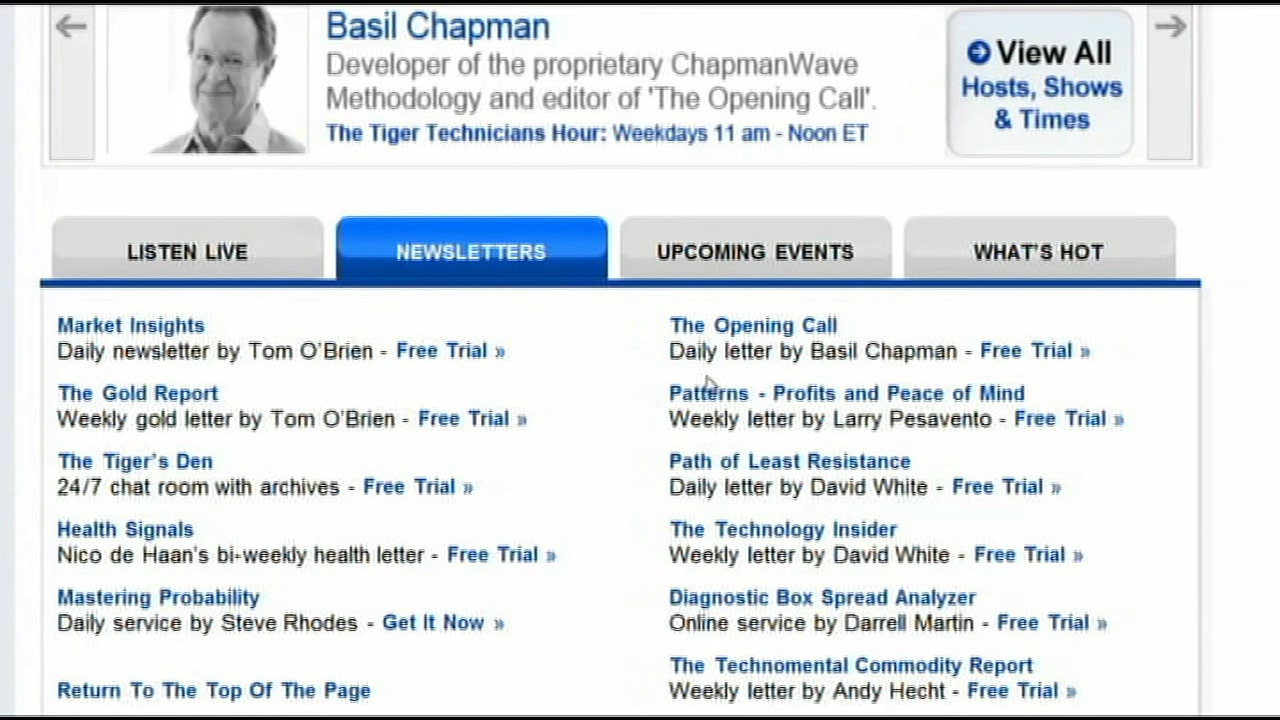 Basil Chapman
Developer of the proprietary ChapmanWave
Methodology and editor of 'The Opening Call'.
The Tiger Technicians Hour: Weekdays 11 am - Noon ET
View All
Hosts, Shows
& Times
LISTEN LIVE
NEWSLETTERS
UPCOMING EVENTS
WHAT'S HOT
Market Insights
Daily newsletter by Tom O'Brien - Free Trial »
The Gold Report
Weekly gold letter by Tom O'Brien - Free Trial »
The Tiger's Den
24/7 chat room with archives - Free Trial »
Health Signals
Nico de Haan's bi-weekly health letter - Free Trial »
Mastering Probability
Daily service by Steve Rhodes - Get It Now »
Return To The Top Of The Page
The Opening Call
Daily letter by Basil Chapman - Free Trial »
Patterns - Profits and Peace of Mind
Weekly letter by Larry Pesavento - Free Trial »
Path of Least Resistance
Daily letter by David White - Free Trial »
The Technology Insider
Weekly letter by David White - Free Trial »
Diagnostic Box Spread Analyzer
Online service by Darrell Martin - Free Trial »
The Technomental Commodity Report
Weekly letter by Andy Hecht - Free Trial »